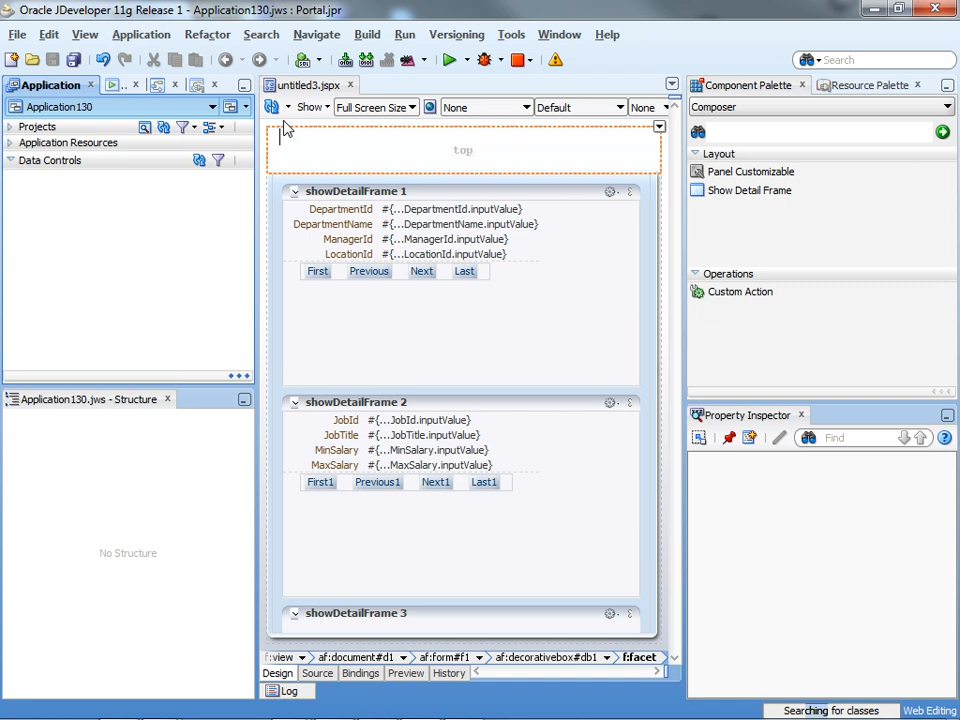 Oracle JDeveloper 11g Release 1 - Application130.jws : Portal.jpr
File Edit View Application Refactor Search Navigate Build Run Versioning Tools Window Help
Search
Application
untitled3.jspx
Component Palette
Resource Palette
Application130
Show
Full Screen Size
None
Default
None
Composer
Projects
Application Resources
Data Controls
top
Layout
Panel Customizable
Show Detail Frame
showDetailFrame 1
DepartmentId #{...DepartmentId.inputValue}
DepartmentName #{...DepartmentName.inputValue}
ManagerId #{...ManagerId.inputValue}
LocationId #{...LocationId.inputValue}
First Previous Next Last
Operations
Custom Action
Application130.jws - Structure
showDetailFrame 2
JobId #{...JobId.inputValue}
JobTitle #{...JobTitle.inputValue}
MinSalary #{...MinSalary.inputValue}
MaxSalary #{...MaxSalary.inputValue}
First1 Previous1 Next1 Last1
Property Inspector
Find
No Structure
showDetailFrame 3
f:view af:document#d1 af:form#f1 af:decorativebox#db1 f:facet
Design Source Bindings Preview History
Log
Searching for classes
Web Editing